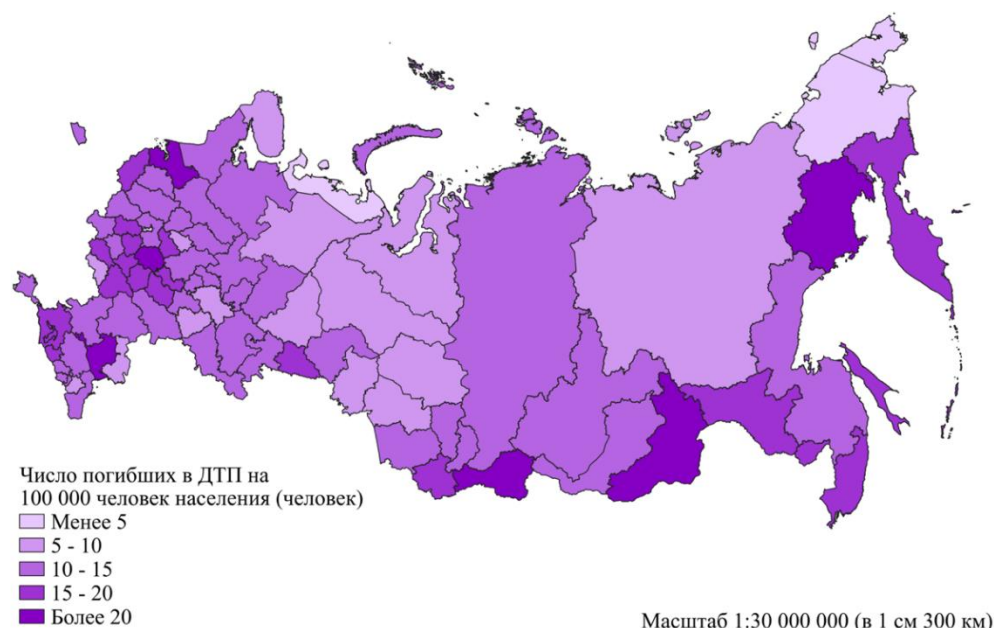 Число погибших в ДТП на
100 000 человек населения (человек)
Менее 5
5 - 10
10 - 15
15 - 20
Более 20
Масштаб 1:30 000 000 (в 1 см 300 км)